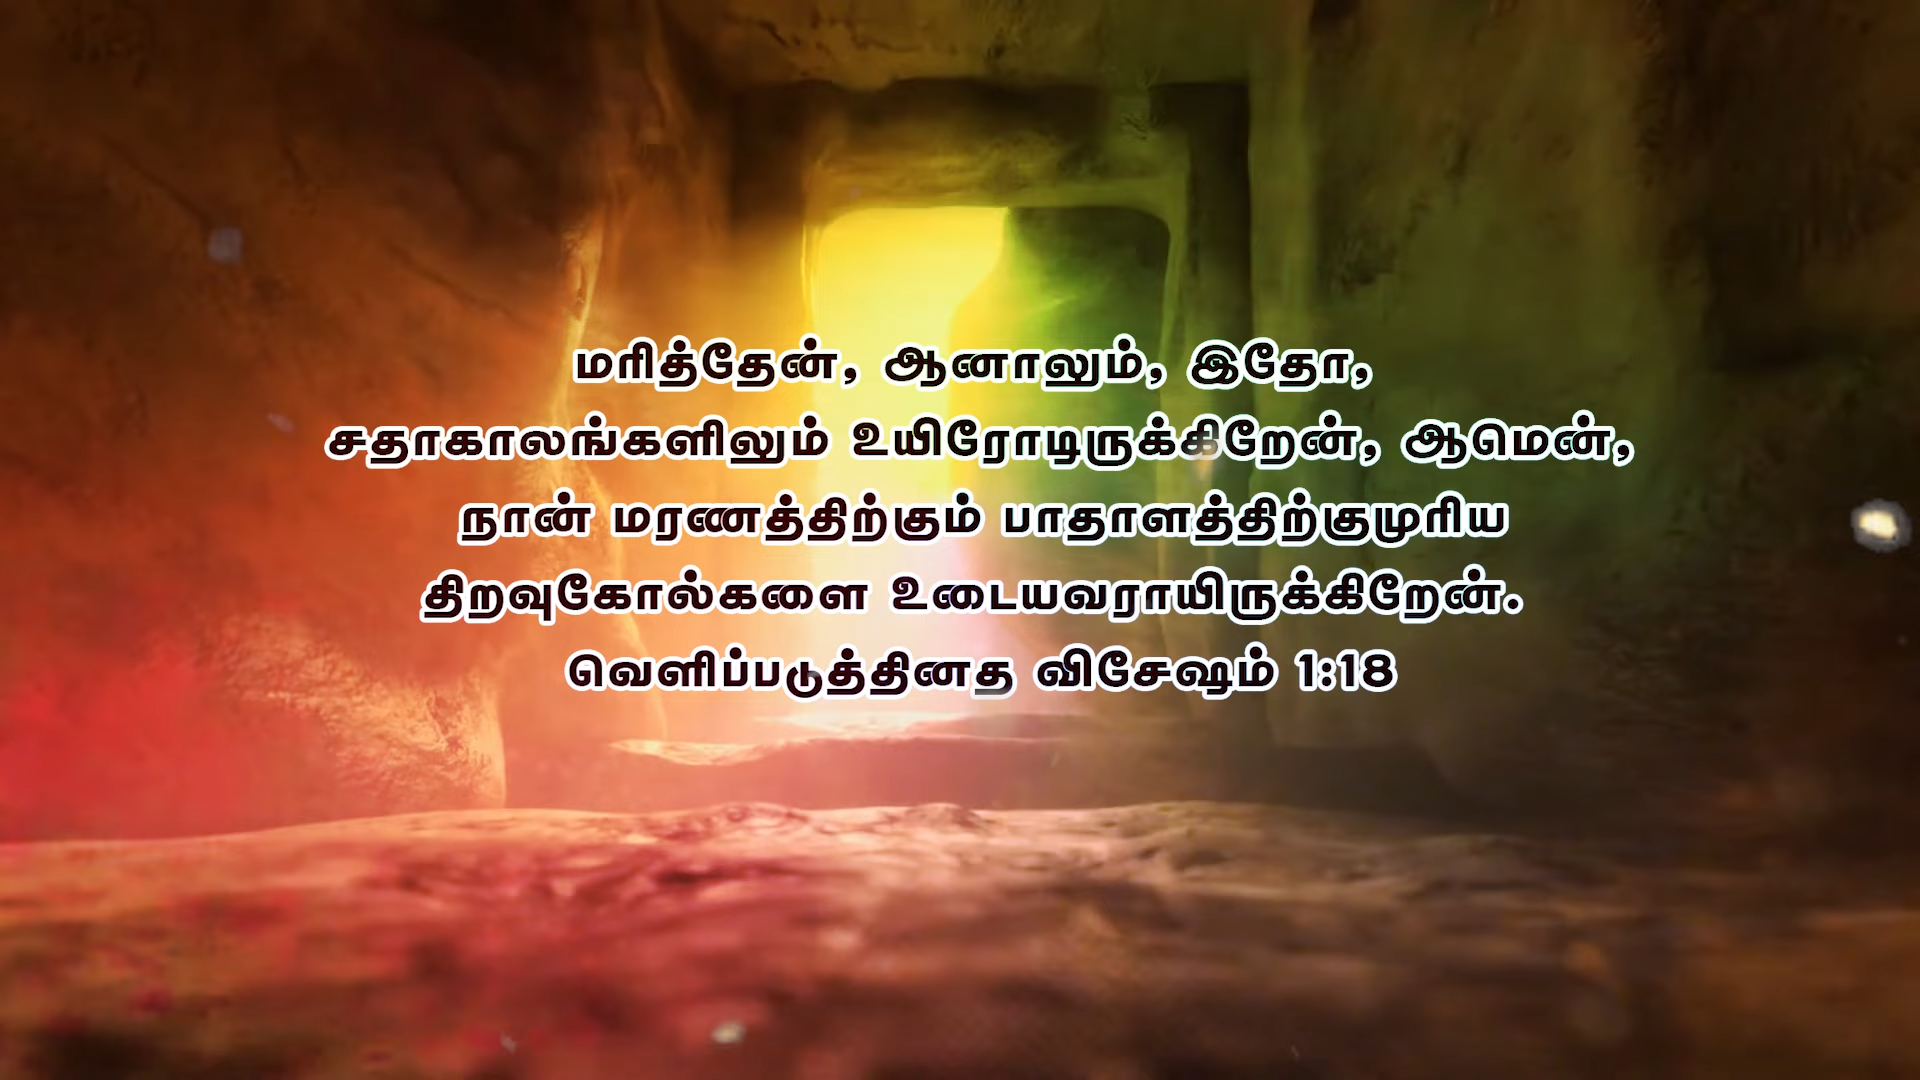 மரித்தேன், ஆனாலும், இதோ,
சதாகாலங்களிலும் உயிரோடிருக்கிறேன், ஆமென்,
நான் மரணத்திற்கும் பாதாளத்திற்குமுரிய
திறவுகோல்களை உடையவராயிருக்கிறேன்.
வெளிப்படுத்தினத விசேஷம் 1:18